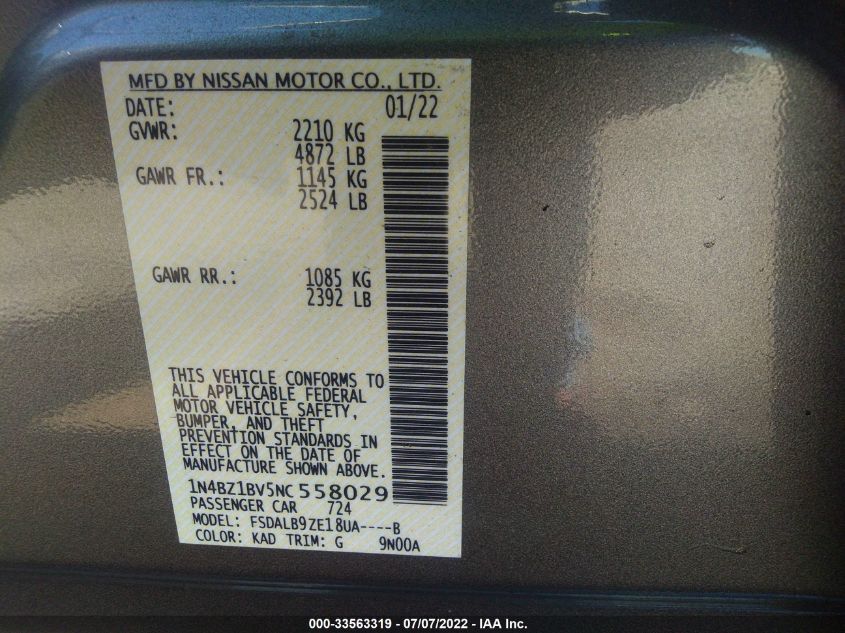 MFD BY NISSAN MOTOR CO., LTD.
DATE: 01/22
GVWR: 2210 KG
4872 LB
GAWR FR.: 1145 KG
2524 LB
GAWR RR.: 1085 KG
2392 LB
THIS VEHICLE CONFORMS TO
ALL APPLICABLE FEDERAL
MOTOR VEHICLE SAFETY,
BUMPER, AND THEFT
PREVENTION STANDARDS IN
EFFECT ON THE DATE OF
MANUFACTURE SHOWN ABOVE.
1N4BZ1BV5NC558029
PASSENGER CAR 724
MODEL: FSDALB9ZE18UA----B
COLOR: KAD TRIM: G 9N00A
000-33563319 - 07/07/2022 - IAA Inc.